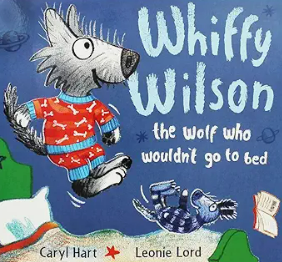 Whiffy
Wilson
the wolf who
wouldn't go to bed
Caryl Hart Leonie Lord